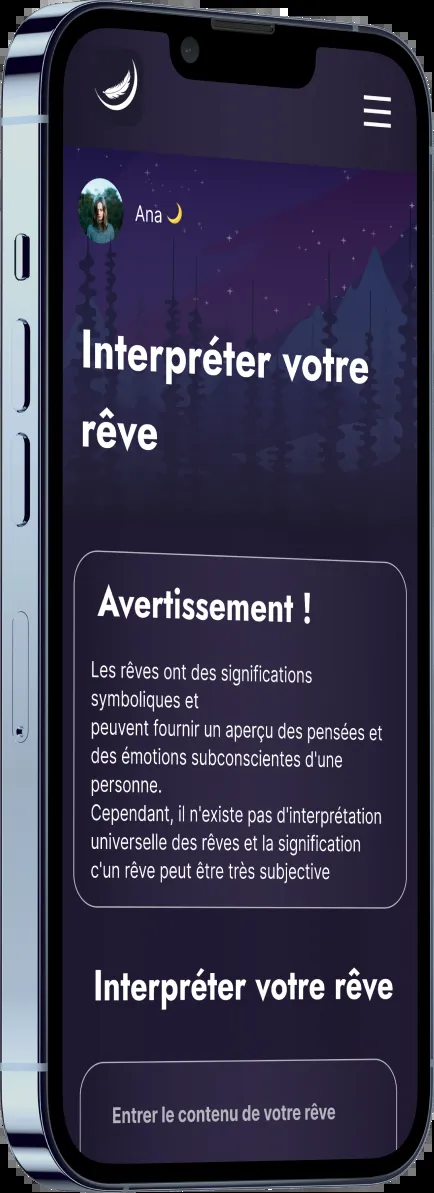 Ana 🌙
Interpréter votre
rêve
Avertissement !
Les rêves ont des significations
symboliques et
peuvent fournir un aperçu des pensées et
des émotions subconscientes d'une
personne.
Cependant, il n'existe pas d'interprétation
universelle des rêves et la signification
c'un rêve peut être très subjective
Interpréter votre rêve
Entrer le contenu de votre rêve